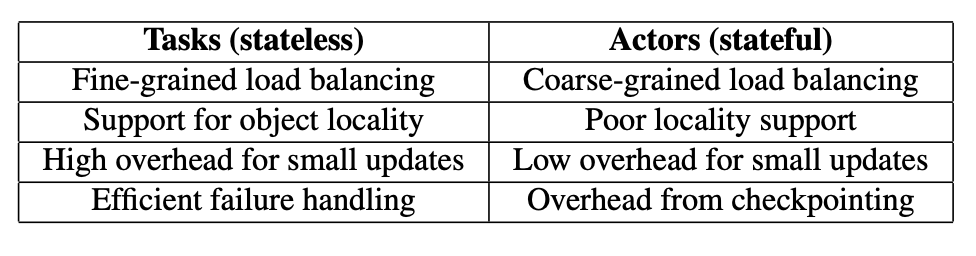 Tasks (stateless) Actors (stateful)
Fine-grained load balancing Coarse-grained load balancing
Support for object locality Poor locality support
High overhead for small updates Low overhead for small updates
Efficient failure handling Overhead from checkpointing